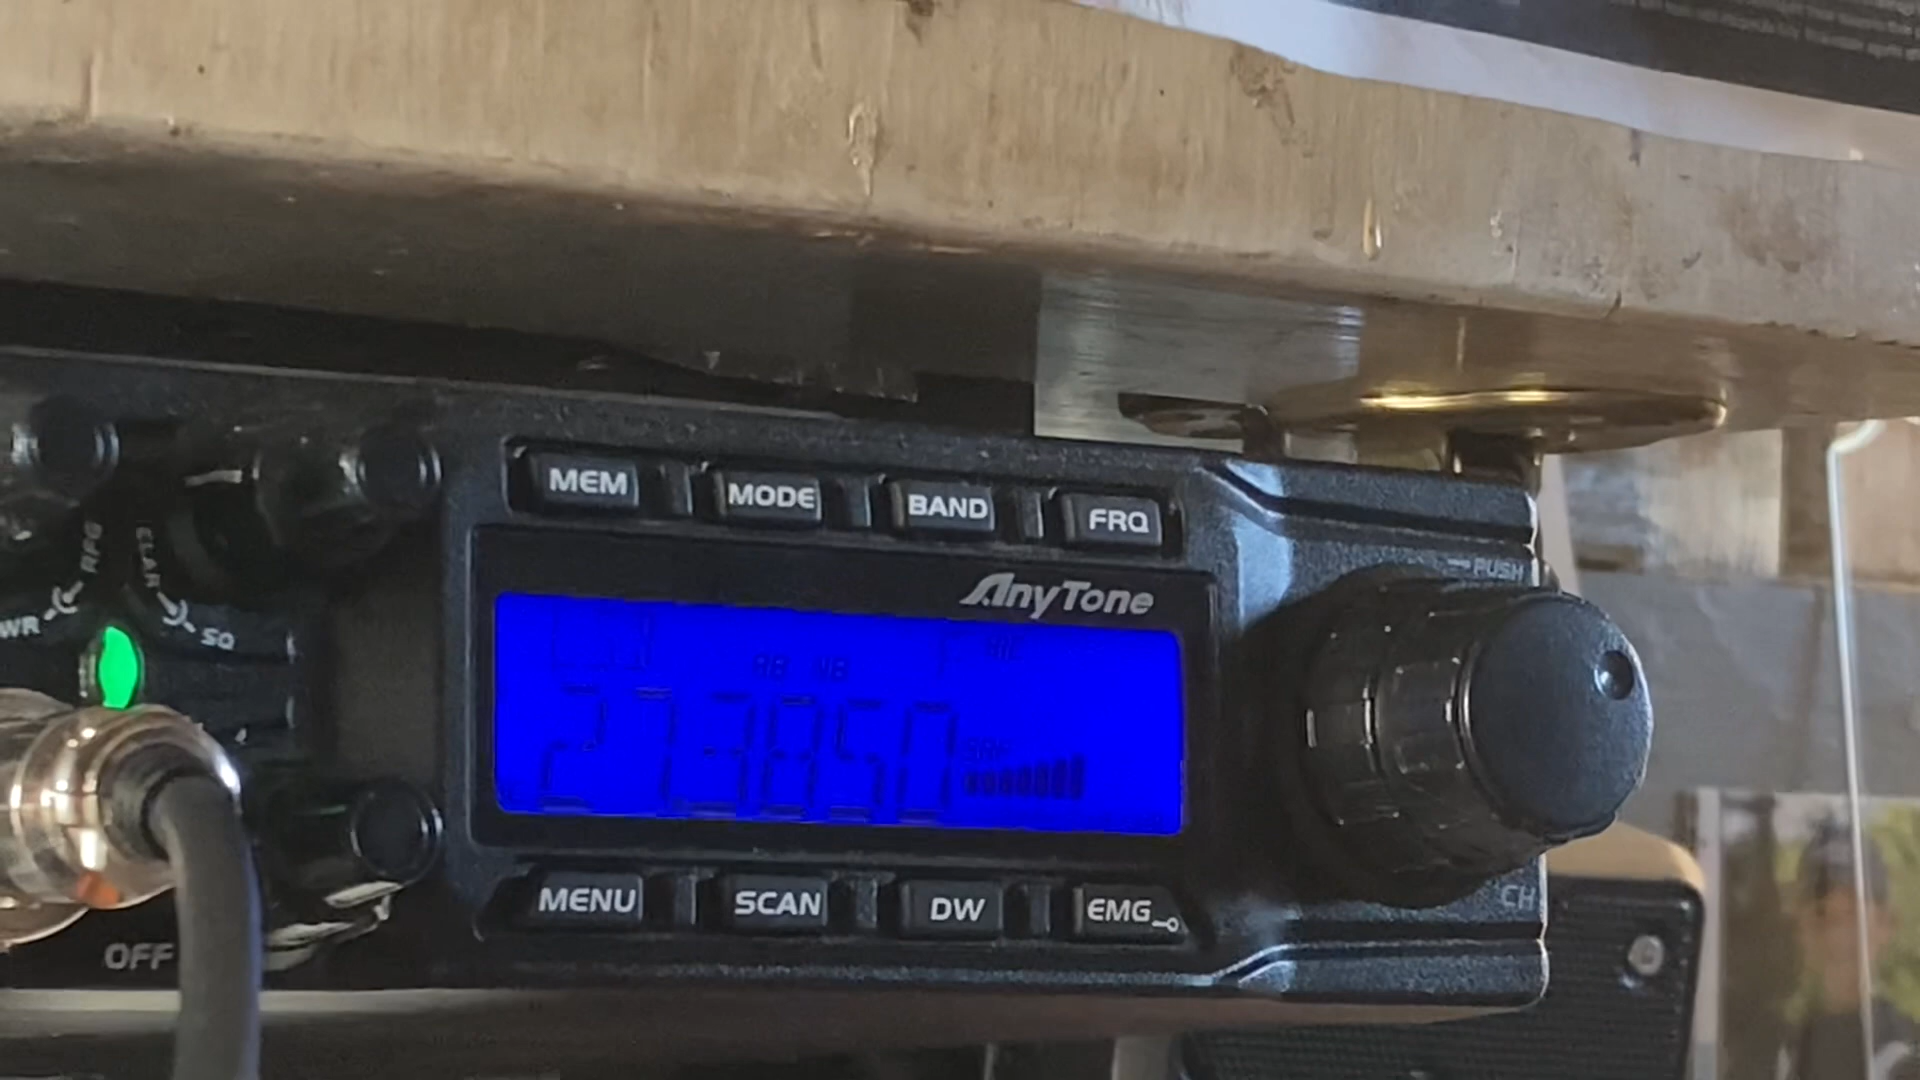 MEM MODE BAND FRQ
AnyTone
PUSH
RFG CLAR
WR SQ
27.3850
MENU SCAN DW EMG
CH
OFF